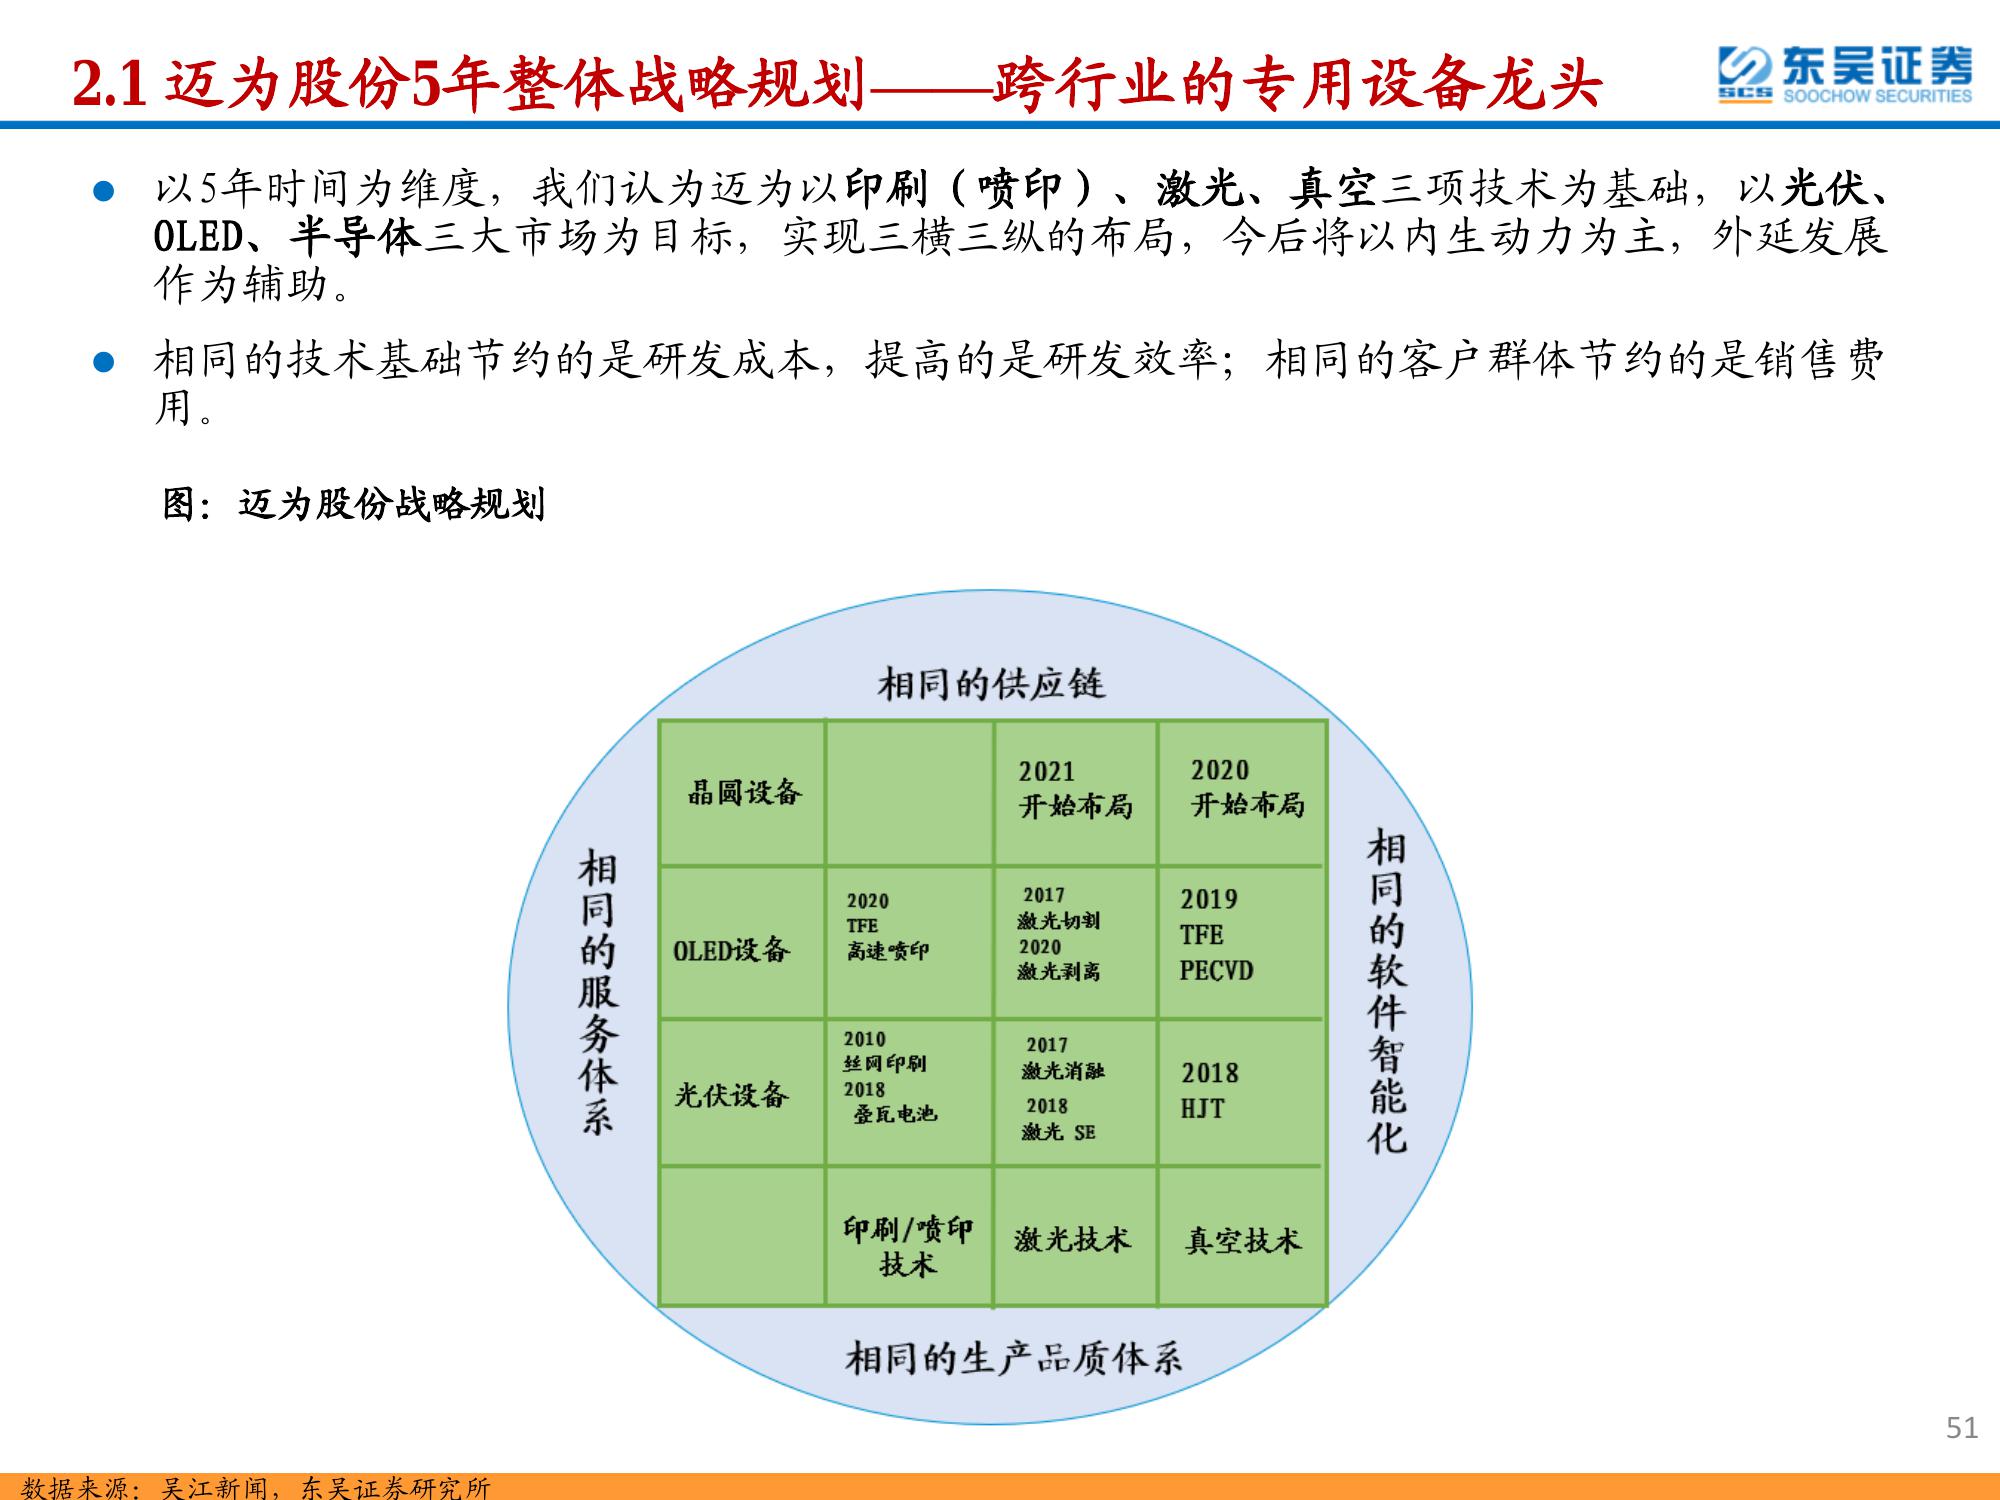 2.1 迈为股份5年整体战略规划——跨行业的专用设备龙头
东吴证券
SCS SOOCHOW SECURITIES
以5年时间为维度，我们认为迈为以印刷（喷印）、激光、真空三项技术为基础，以光伏、
OLED、半导体三大市场为目标，实现三横三纵的布局，今后将以内生动力为主，外延发展
作为辅助。
相同的技术基础节约的是研发成本，提高的是研发效率；相同的客户群体节约的是销售费
用。
图：迈为股份战略规划
相同的供应链
相同的服务体系
晶圆设备
2021
开始布局
2020
开始布局
OLED设备
2020
TFE
高速喷印
2017
激光切割
2020
激光剥离
2019
TFE
PECVD
光伏设备
2010
丝网印刷
2018
叠瓦电池
2017
激光消融
2018
激光 SE
2018
HJT
印刷/喷印
技术
激光技术
真空技术
相同的软件智能化
相同的生产品质体系
51
数据来源：吴江新闻，东吴证券研究所